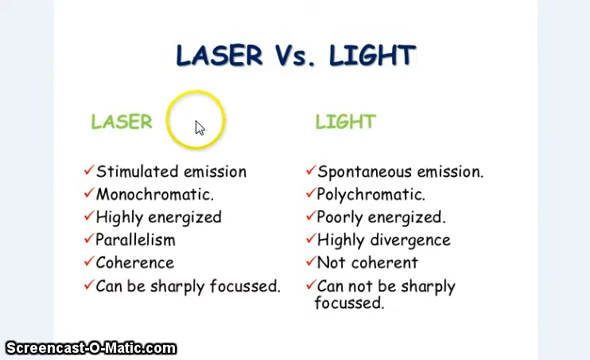 LASER Vs. LIGHT
LASER
Stimulated emission
Monochromatic.
Highly energized
Parallelism
Coherence
Can be sharply focussed.
LIGHT
Spontaneous emission.
Polychromatic.
Poorly energized.
Highly divergence
Not coherent
Can not be sharply
focussed.
Screencast-O-Matic.com